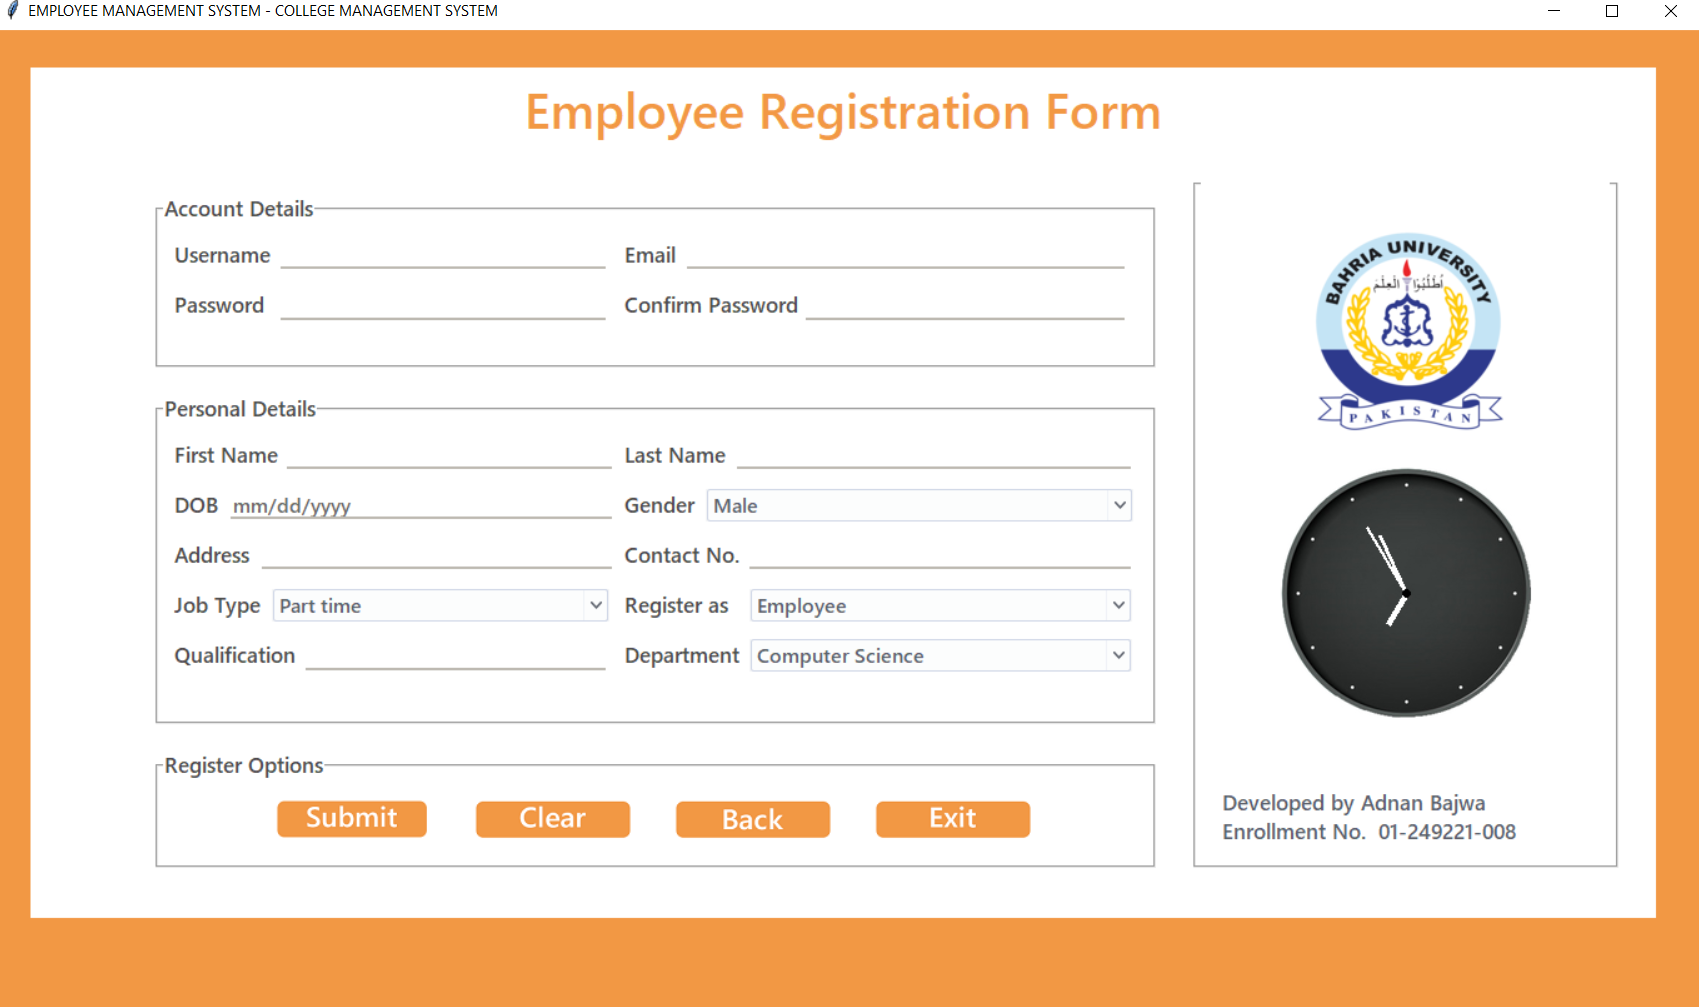 EMPLOYEE MANAGEMENT SYSTEM - COLLEGE MANAGEMENT SYSTEM
Employee Registration Form
Account Details
Username
Email
Password
Confirm Password
Personal Details
First Name
Last Name
DOB mm/dd/yyyy
Gender Male
Address
Contact No.
Job Type Part time
Register as Employee
Qualification
Department Computer Science
Register Options
Submit
Clear
Back
Exit
BAHRIA UNIVERSITY
اُطْلُبُوا الْعِلْمَ
PAKISTAN
Developed by Adnan Bajwa
Enrollment No. 01-249221-008